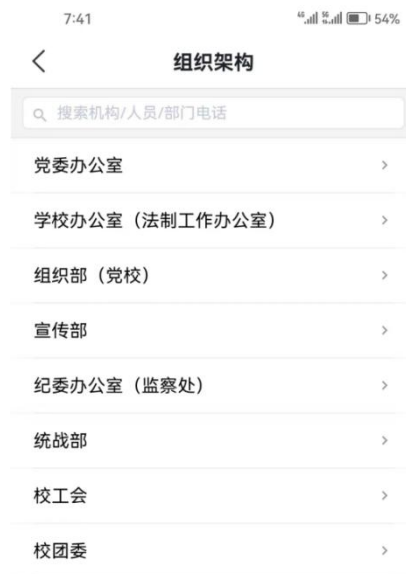 7:41 4G 5G 54%
组织架构
搜索机构/人员/部门电话
党委办公室
学校办公室（法制工作办公室）
组织部（党校）
宣传部
纪委办公室（监察处）
统战部
校工会
校团委